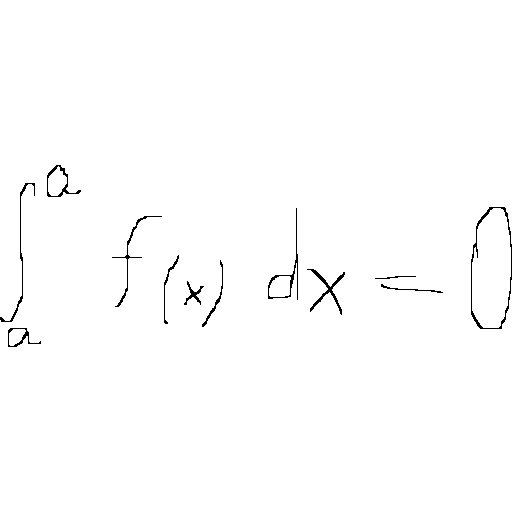 ∫_a^a f(x) dx = 0